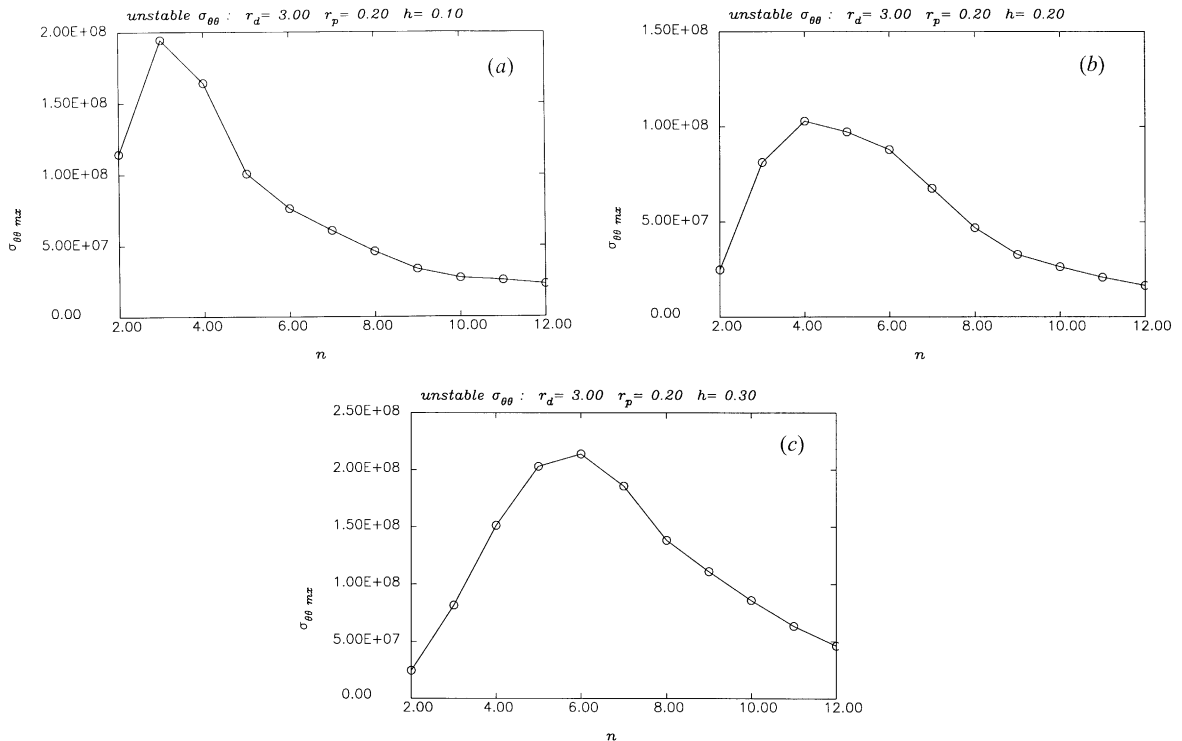 unstable σθθ : rd= 3.00 rp= 0.20 h= 0.10
(a)
2.00E+08
1.50E+08
1.00E+08
5.00E+07
0.00
σθθ mx
2.00 4.00 6.00 8.00 10.00 12.00
n
unstable σθθ : rd= 3.00 rp= 0.20 h= 0.20
(b)
1.50E+08
1.00E+08
5.00E+07
0.00
σθθ mx
2.00 4.00 6.00 8.00 10.00 12.00
n
unstable σθθ : rd= 3.00 rp= 0.20 h= 0.30
(c)
2.50E+08
2.00E+08
1.50E+08
1.00E+08
5.00E+07
0.00
σθθ mx
2.00 4.00 6.00 8.00 10.00 12.00
n